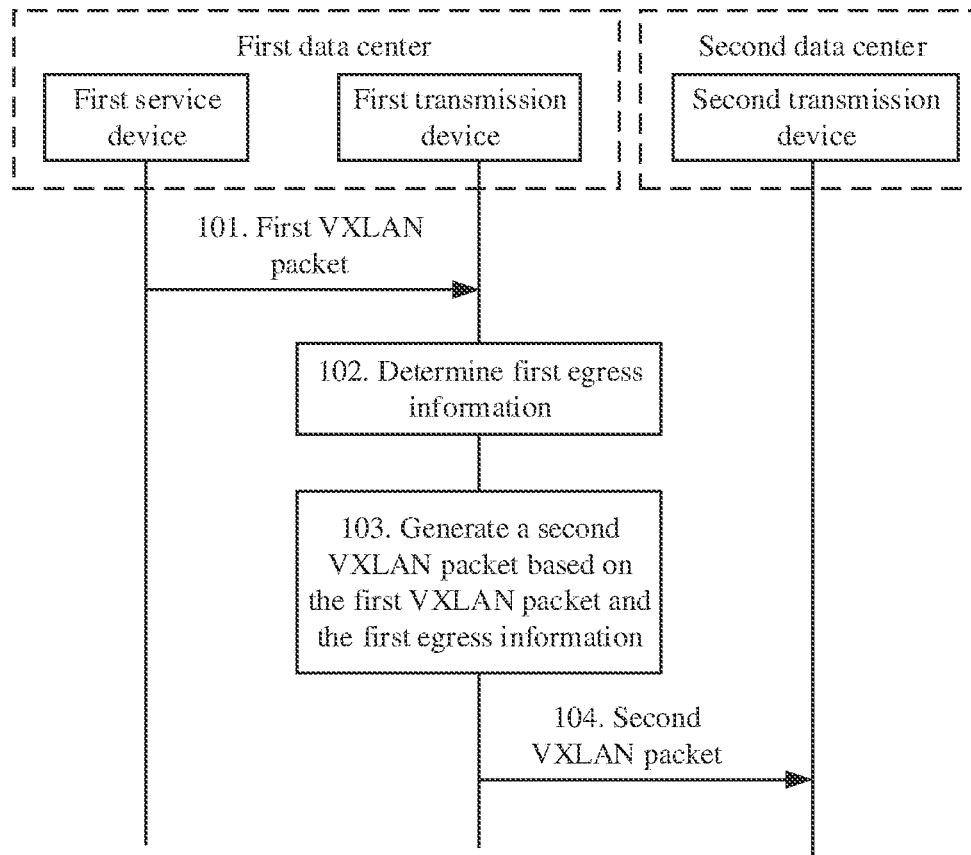 First data center
Second data center
First service
device
First transmission
device
Second transmission
device
101. First VXLAN
packet
102. Determine first egress
information
103. Generate a second
VXLAN packet based on
the first VXLAN packet and
the first egress information
104. Second
VXLAN packet